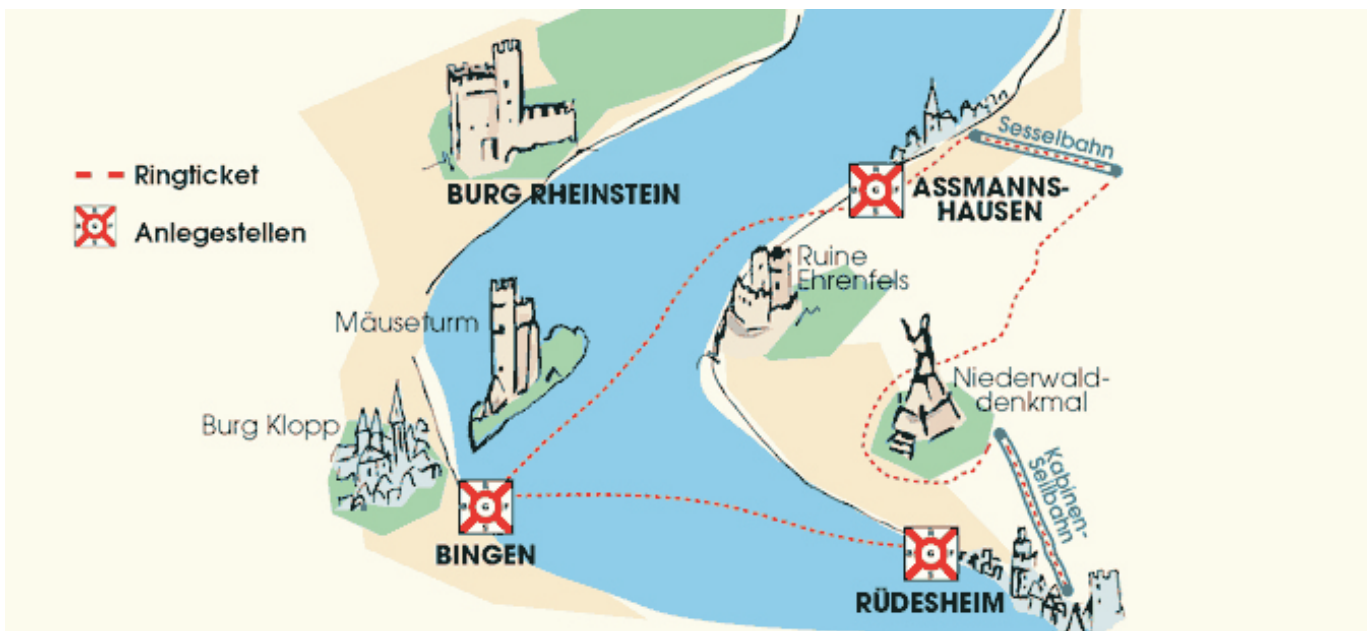 Sesselbahn
Ringticket
BURG RHEINSTEIN
ASSMANNS-
HAUSEN
Anlegestellen
Ruine
Ehrenfels
Mäuseturm
Niederwald-
denkmal
Burg Klopp
Kabinen-
Seilbahn
BINGEN
RÜDESHEIM